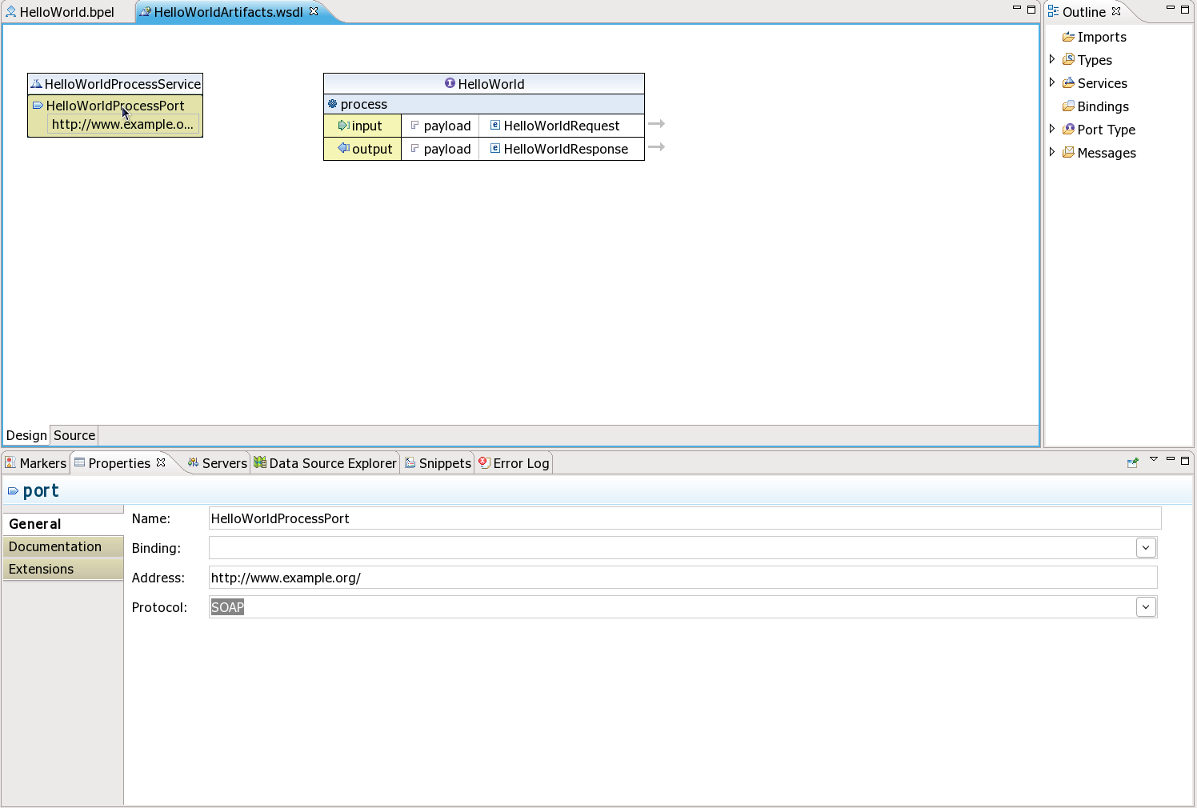 HelloWorld.bpel
HelloWorldArtifacts.wsdl
Outline
Imports
Types
Services
Bindings
Port Type
Messages
HelloWorldProcessService
HelloWorldProcessPort
http://www.example.o...
HelloWorld
process
input payload HelloWorldRequest
output payload HelloWorldResponse
Design Source
Markers Properties Servers Data Source Explorer Snippets Error Log
port
General
Documentation
Extensions
Name: HelloWorldProcessPort
Binding:
Address: http://www.example.org/
Protocol: SOAP